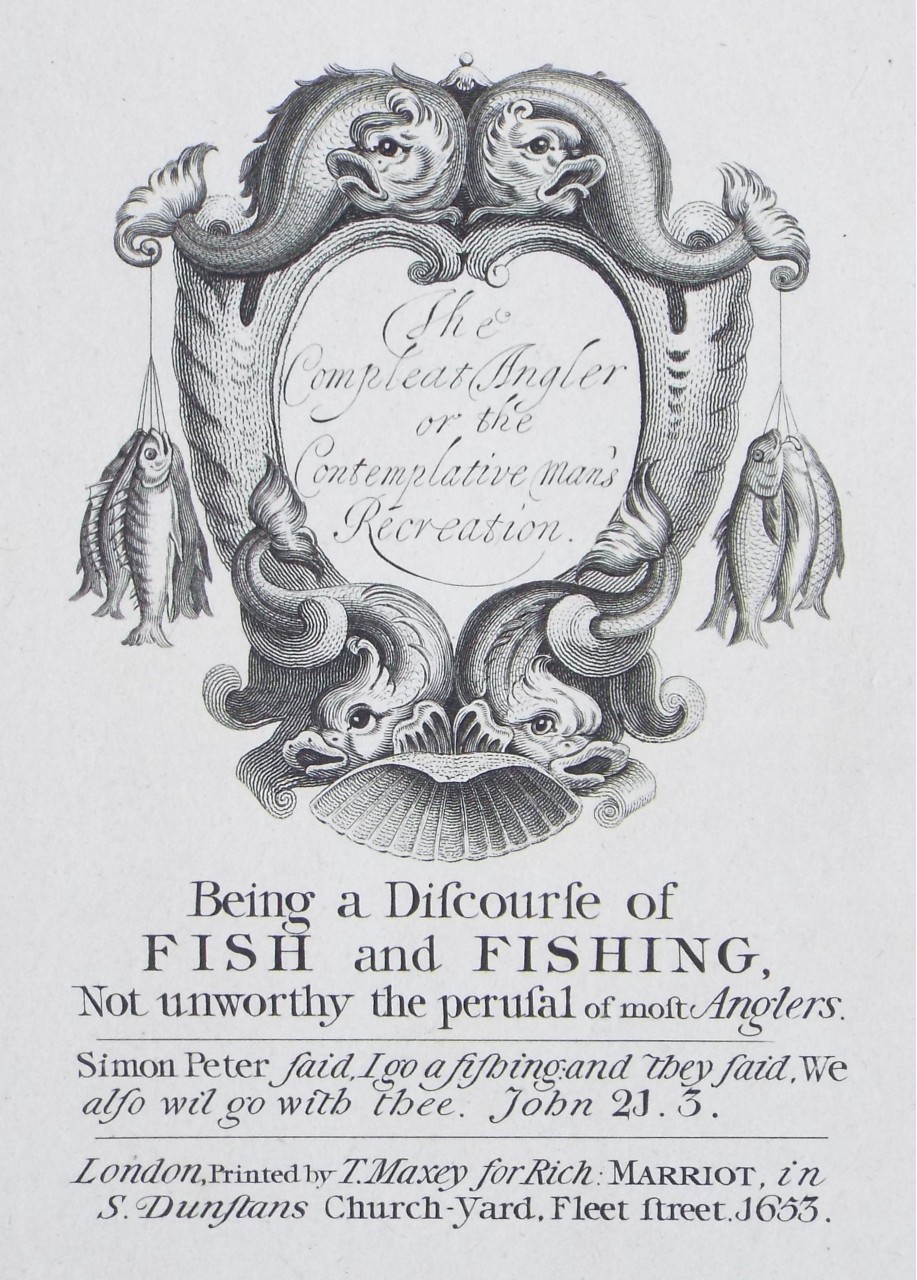 The
Compleat Angler
or the
Contemplative man's
Recreation.
Being a Diſcourſe of
FISH and FISHING,
Not unworthy the peruſal of moſt Anglers.
Simon Peter ſaid, I go a fiſhing: and they ſaid, We
alſo wil go with thee. John 21. 3.
London, Printed by T. Maxey for Rich: MARRIOT, in
S. Dunſtans Church-Yard, Fleet ſtreet. 1653.